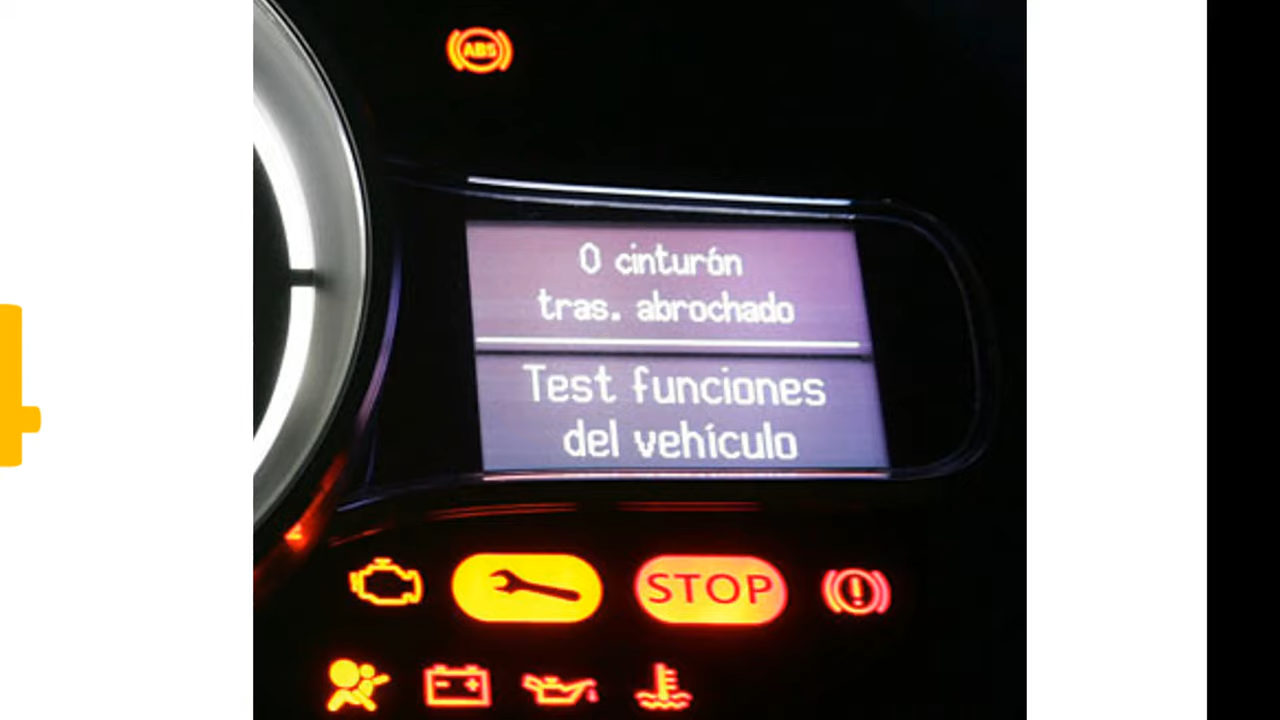 ABS
0 cinturón
tras. abrochado
Test funciones
del vehículo
STOP